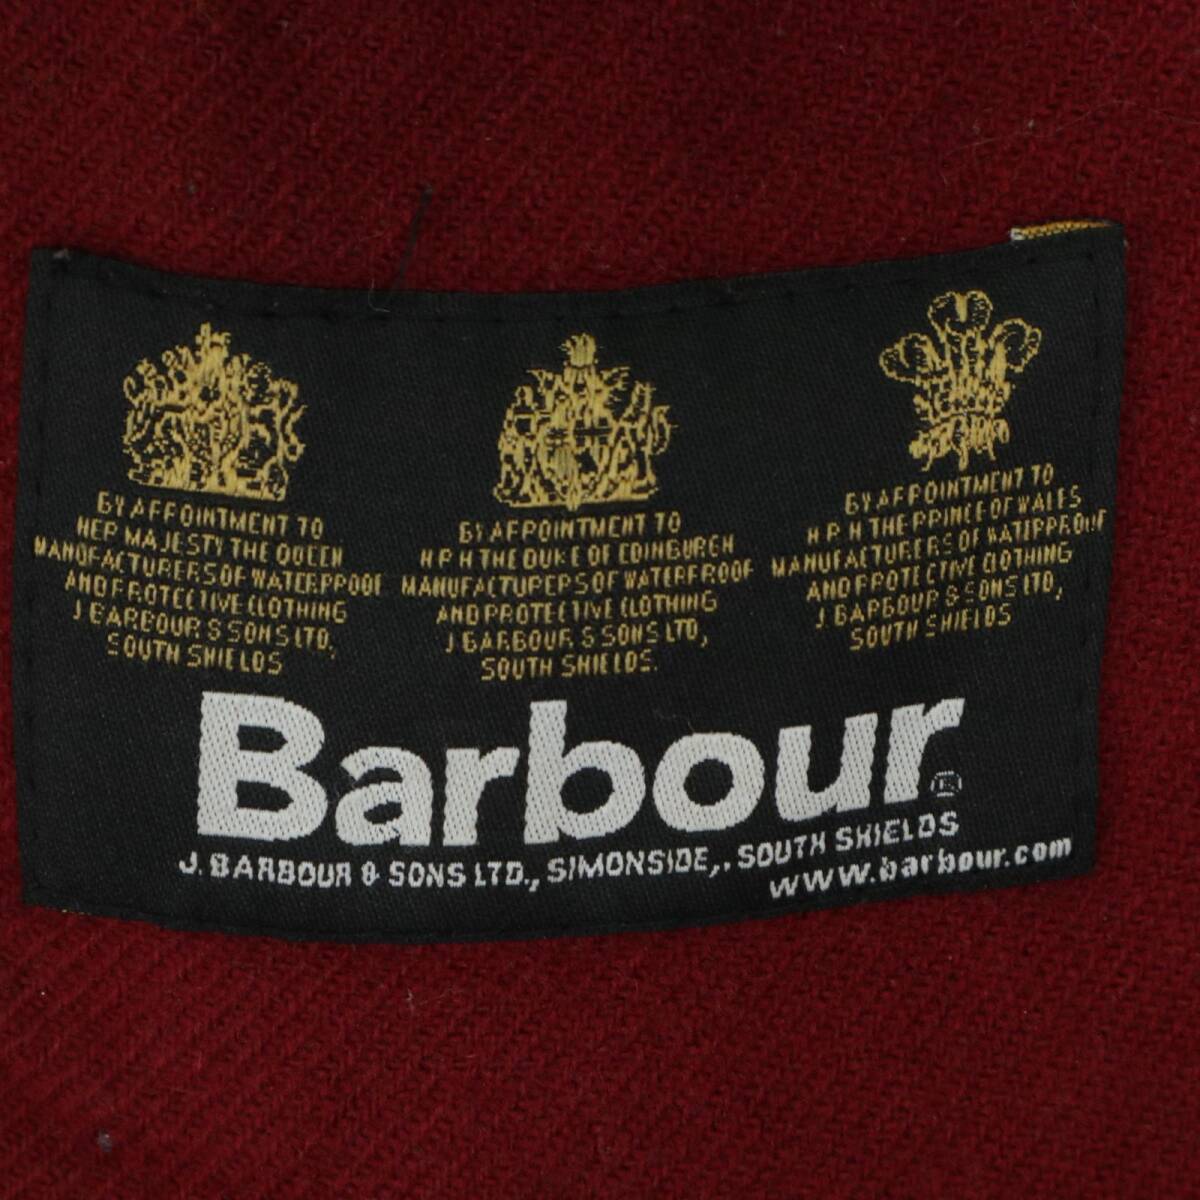 BY APPOINTMENT TO
HER MAJESTY THE QUEEN
MANUFACTURERS OF WATERPROOF
AND PROTECTIVE CLOTHING
J BARBOUR & SONS LTD,
SOUTH SHIELDS
BY APPOINTMENT TO
H R H THE DUKE OF EDINBURGH
MANUFACTURERS OF WATERPROOF
AND PROTECTIVE CLOTHING
J BARBOUR & SONS LTD,
SOUTH SHIELDS.
BY APPOINTMENT TO
H R H THE PRINCE OF WALES
MANUFACTURERS OF WATERPROOF
AND PROTECTIVE CLOTHING
J BARBOUR & SONS LTD,
SOUTH SHIELDS
Barbour®
J. BARBOUR & SONS LTD., SIMONSIDE,. SOUTH SHIELDS
www.barbour.com